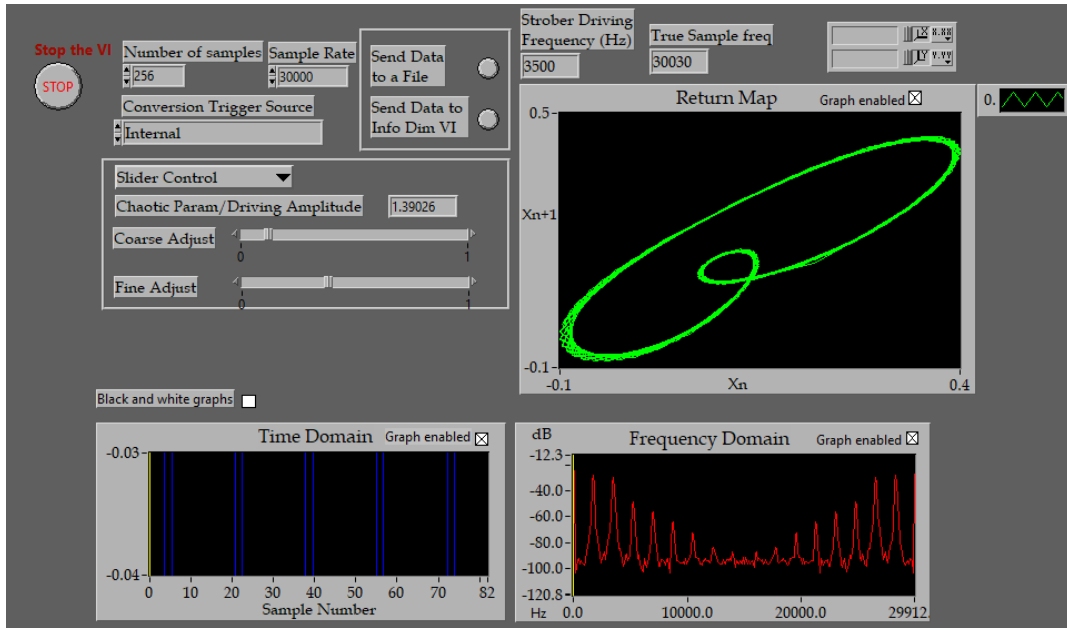 Stop the VI
STOP
Number of samples
256
Sample Rate
30000
Conversion Trigger Source
Internal
Send Data
to a File
Send Data to
Info Dim VI
Strober Driving
Frequency (Hz)
3500
True Sample freq
30030
X
X.XX
Y
Y.YY
Slider Control
Chaotic Param/Driving Amplitude
1.39026
Coarse Adjust
0
1
Fine Adjust
0
1
Return Map
Graph enabled
0.
0.5
Xn+1
-0.1
-0.1
Xn
0.4
Black and white graphs
Time Domain
Graph enabled
-0.03
-0.04
0 10 20 30 40 50 60 70 82
Sample Number
dB
Frequency Domain
Graph enabled
-12.3
-40.0
-60.0
-80.0
-100.0
-120.8
Hz
0.0 10000.0 20000.0 29912.